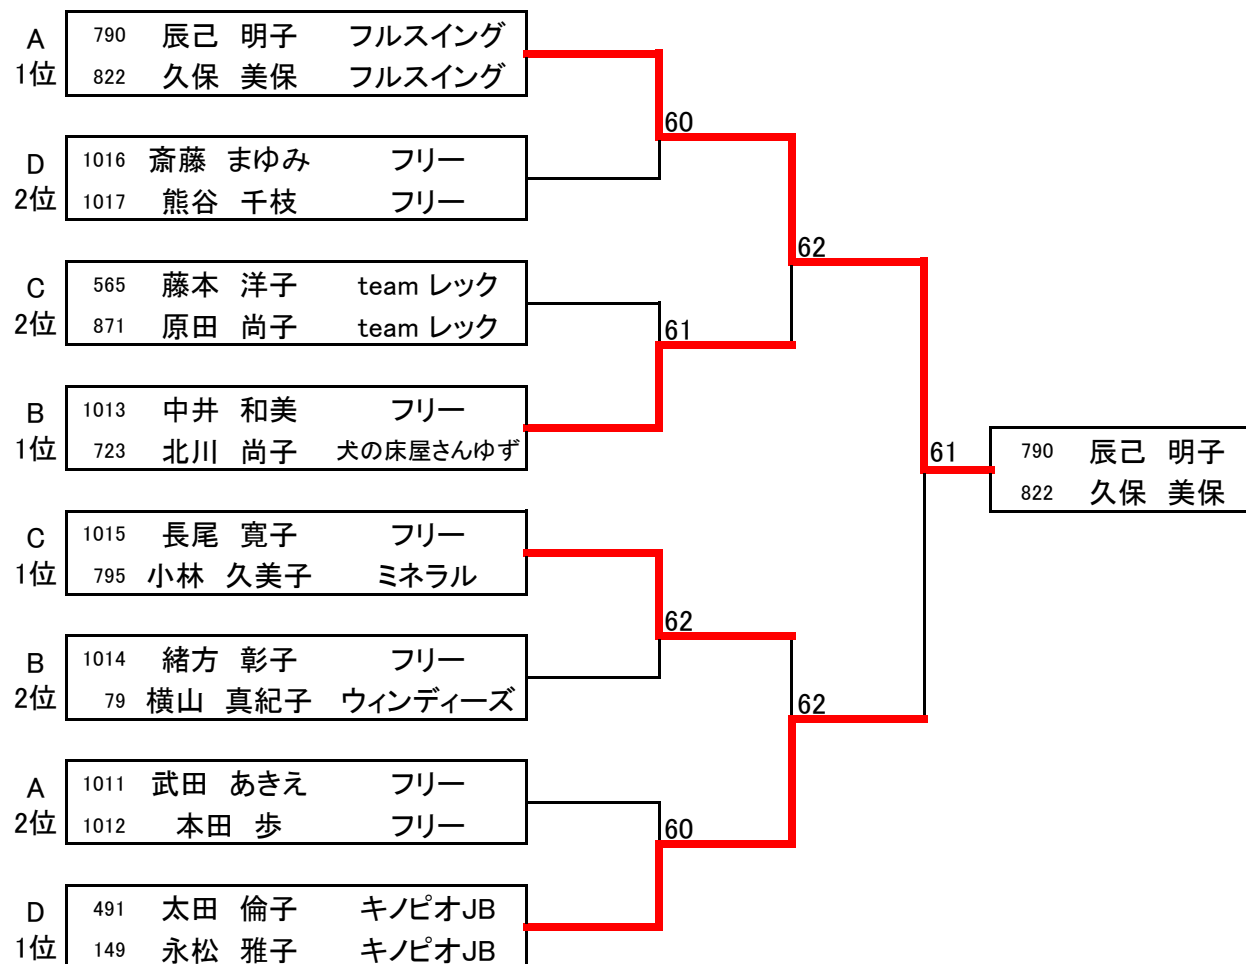 A 1位
790 辰己 明子 フルスイング
822 久保 美保 フルスイング
60
D 2位
1016 斎藤 まゆみ フリー
1017 熊谷 千枝 フリー
62
C 2位
565 藤本 洋子 team レック
871 原田 尚子 team レック
61
B 1位
1013 中井 和美 フリー
723 北川 尚子 犬の床屋さんゆず
61
790 辰己 明子
822 久保 美保
C 1位
1015 長尾 寛子 フリー
795 小林 久美子 ミネラル
62
B 2位
1014 緒方 彰子 フリー
79 横山 真紀子 ウィンディーズ
62
A 2位
1011 武田 あきえ フリー
1012 本田 歩 フリー
60
D 1位
491 太田 倫子 キノピオJB
149 永松 雅子 キノピオJB